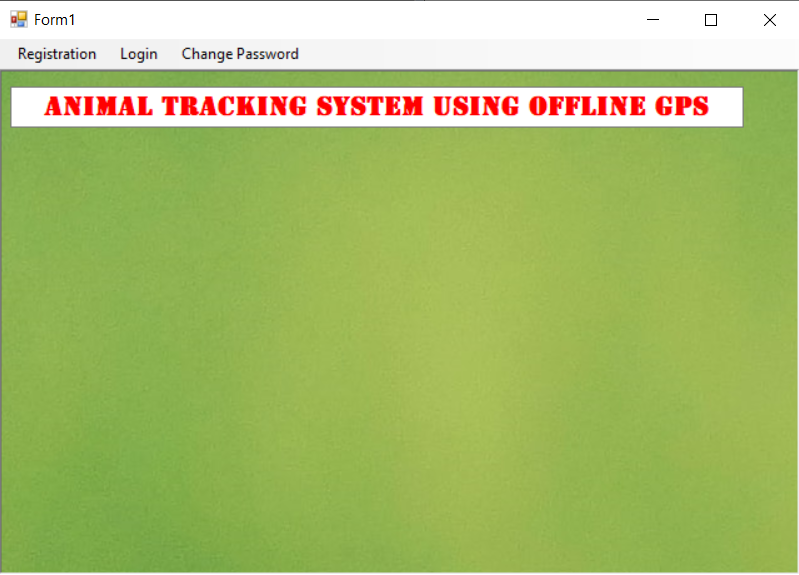 Form1
Registration Login Change Password
ANIMAL TRACKING SYSTEM USING OFFLINE GPS